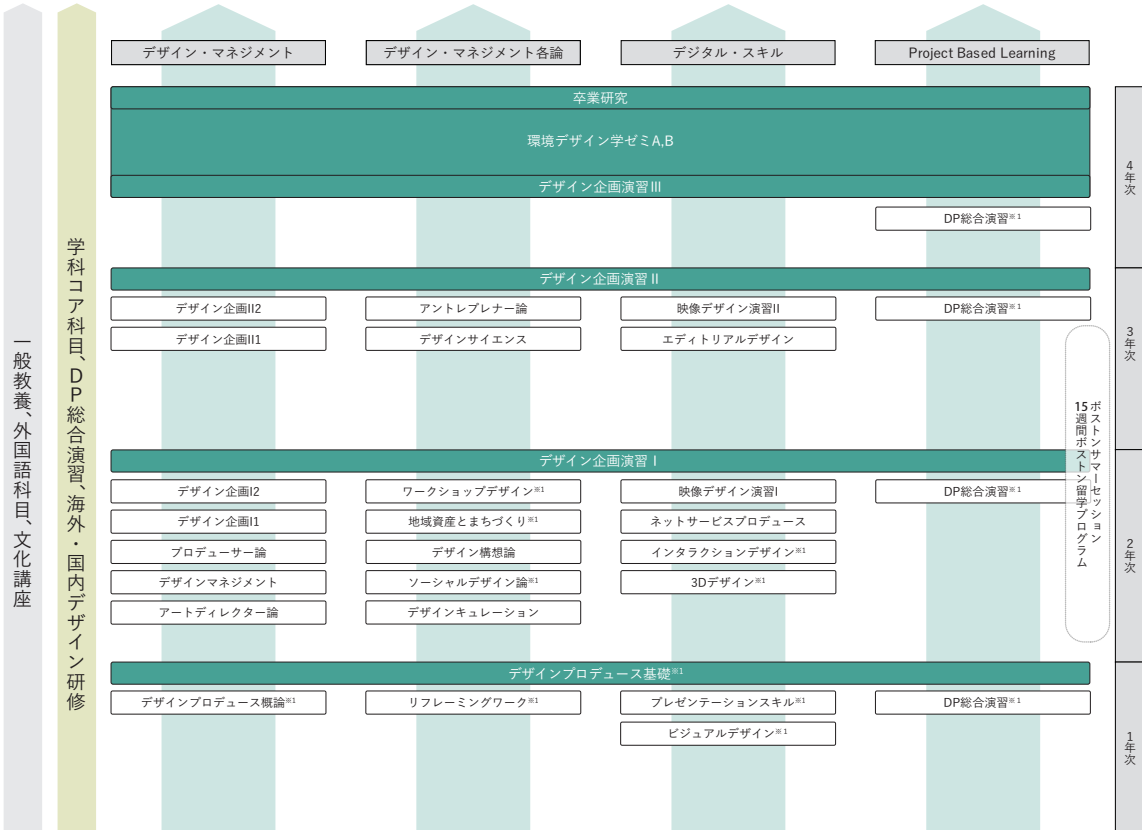 デザイン・マネジメント
デザイン・マネジメント各論
デジタル・スキル
Project Based Learning
卒業研究
環境デザイン学ゼミA,B
デザイン企画演習III
DP総合演習※1
4年次
デザイン企画演習II
デザイン企画II2
アントレプレナー論
映像デザイン演習II
DP総合演習※1
デザイン企画II1
デザインサイエンス
エディトリアルデザイン
3年次
デザイン企画演習I
デザイン企画I2
ワークショップデザイン※1
映像デザイン演習I
DP総合演習※1
デザイン企画I1
地域資産とまちづくり※1
ネットサービスプロデュース
プロデューサー論
デザイン構想論
インタラクションデザイン※1
デザインマネジメント
ソーシャルデザイン論※1
3Dデザイン※1
アートディレクター論
デザインキュレーション
2年次
ボストンサマーセッション
15週間ボストン留学プログラム
デザインプロデュース基礎※1
デザインプロデュース概論※1
リフレーミングワーク※1
プレゼンテーションスキル※1
DP総合演習※1
ビジュアルデザイン※1
1年次
学科コア科目、DP総合演習、海外・国内デザイン研修
一般教養、外国語科目、文化講座